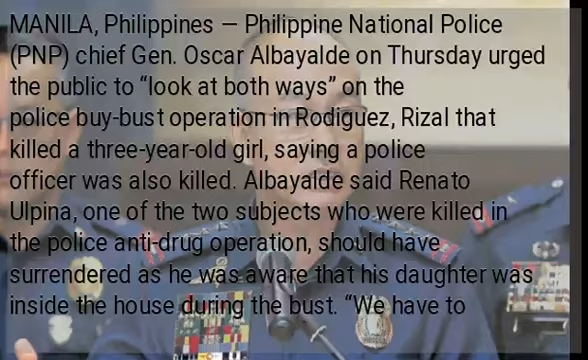 MANILA, Philippines — Philippine National Police
(PNP) chief Gen. Oscar Albayalde on Thursday urged
the public to “look at both ways” on the
police buy-bust operation in Rodiguez, Rizal that
killed a three-year-old girl, saying a police
officer was also killed. Albayalde said Renato
Ulpina, one of the two subjects who were killed in
the police anti-drug operation, should have
surrendered as he was aware that his daughter was
inside the house during the bust. “We have to